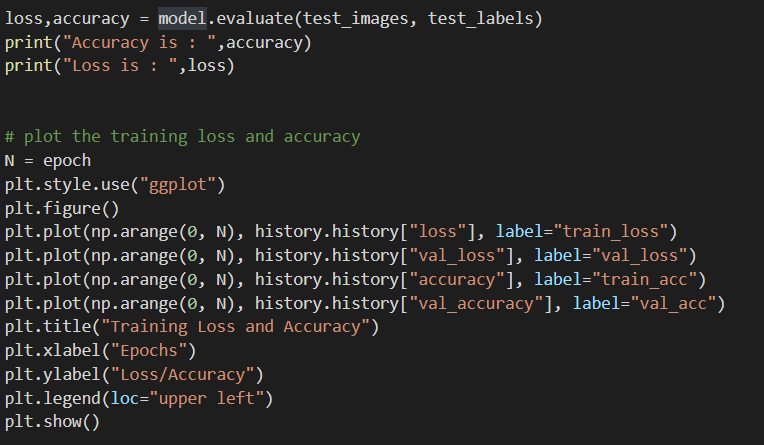 loss,accuracy = model.evaluate(test_images, test_labels)
print("Accuracy is : ",accuracy)
print("Loss is : ",loss)
# plot the training loss and accuracy
N = epoch
plt.style.use("ggplot")
plt.figure()
plt.plot(np.arange(0, N), history.history["loss"], label="train_loss")
plt.plot(np.arange(0, N), history.history["val_loss"], label="val_loss")
plt.plot(np.arange(0, N), history.history["accuracy"], label="train_acc")
plt.plot(np.arange(0, N), history.history["val_accuracy"], label="val_acc")
plt.title("Training Loss and Accuracy")
plt.xlabel("Epochs")
plt.ylabel("Loss/Accuracy")
plt.legend(loc="upper left")
plt.show()